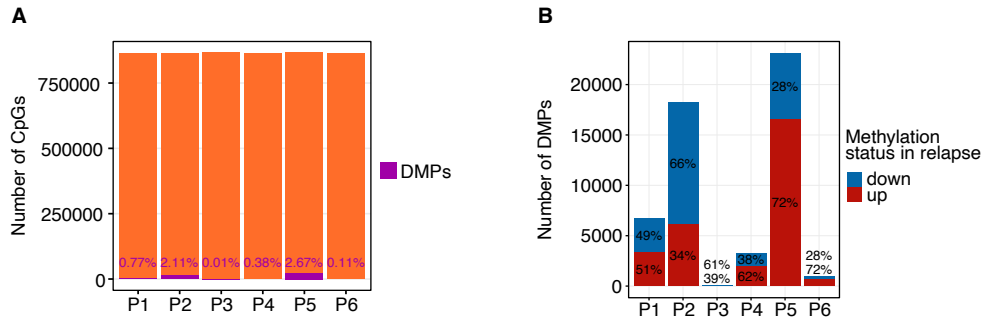 A
Number of CpGs
750000
500000
250000
0
0.77% 2.11% 0.01% 0.38% 2.67% 0.11%
P1 P2 P3 P4 P5 P6
DMPs
B
Number of DMPs
20000
15000
10000
5000
0
49%
51%
66%
34%
61%
39%
38%
62%
28%
72%
28%
72%
P1 P2 P3 P4 P5 P6
Methylation
status in relapse
down
up